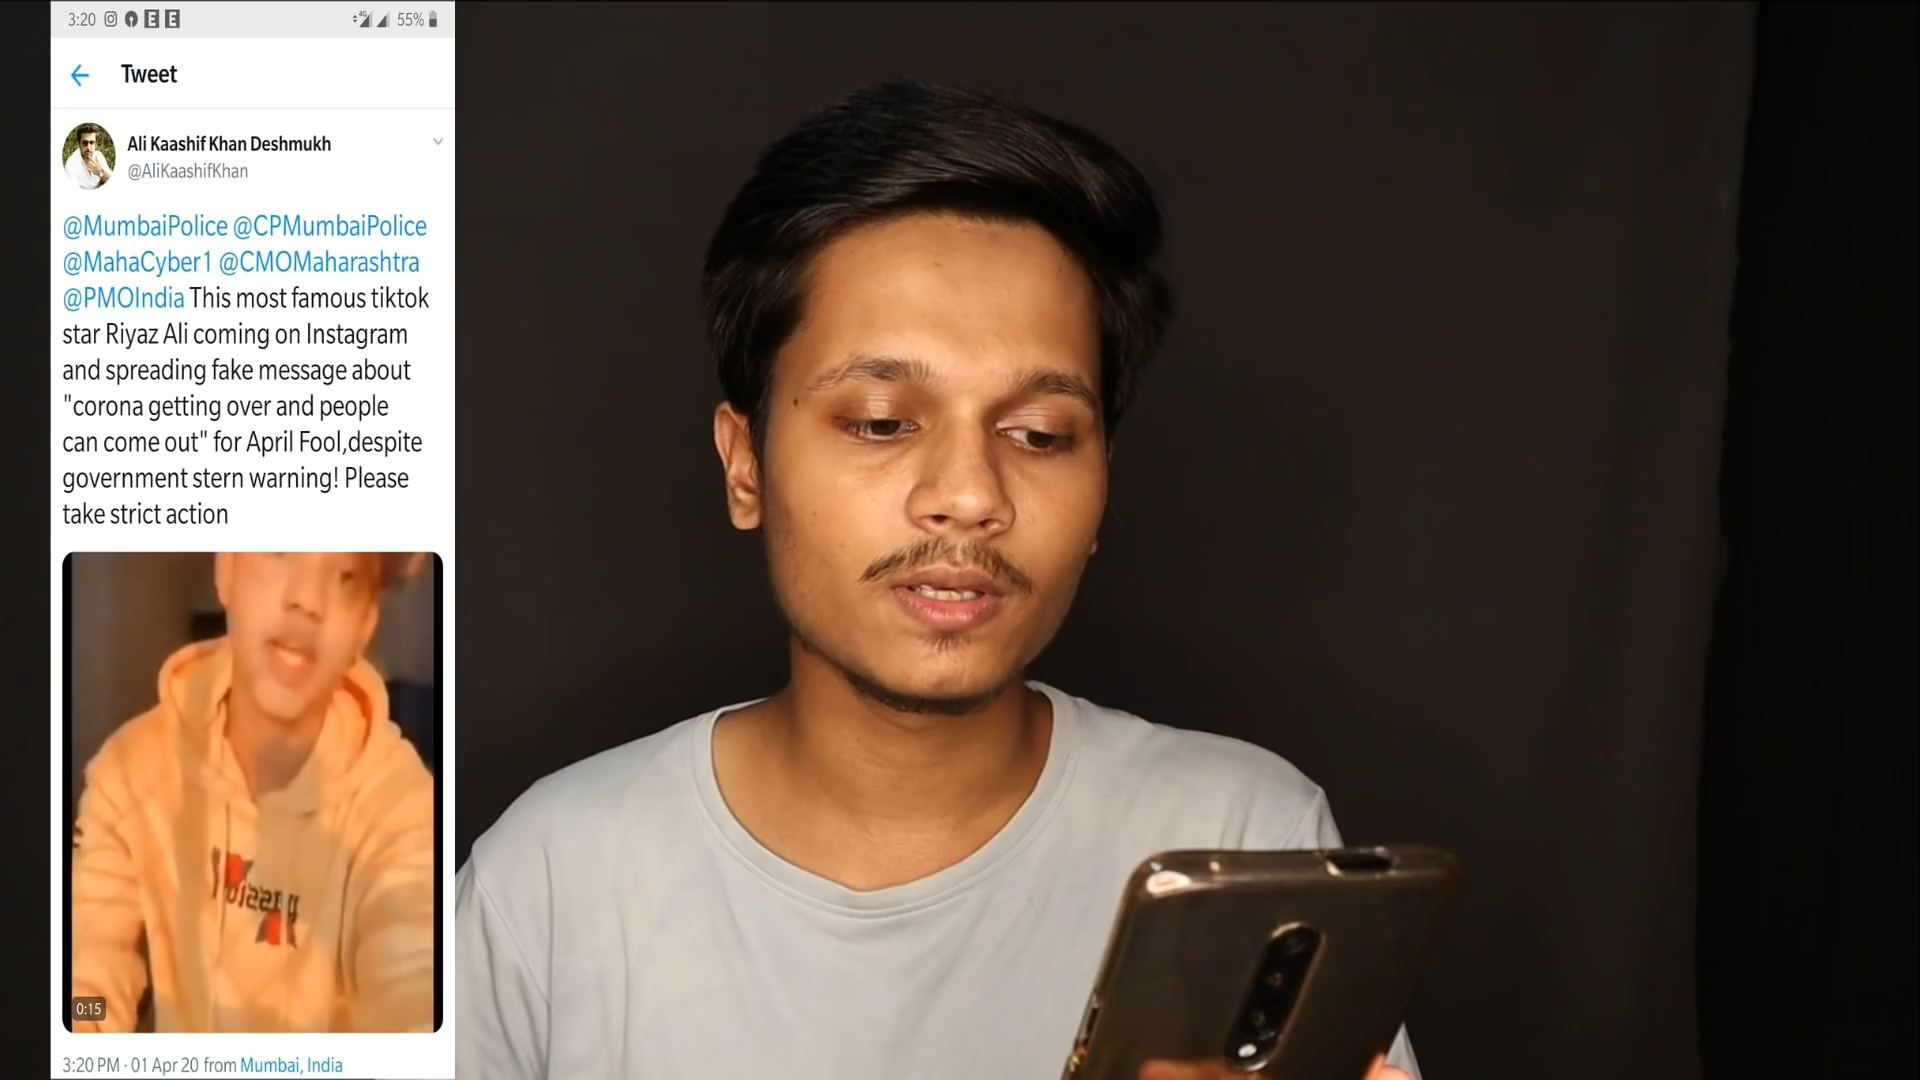 3:20 E E 4G 55%
Tweet
Ali Kaashif Khan Deshmukh
@AliKaashifKhan
@MumbaiPolice @CPMumbaiPolice
@MahaCyber1 @CMOMaharashtra
@PMOIndia This most famous tiktok
star Riyaz Ali coming on Instagram
and spreading fake message about
"corona getting over and people
can come out" for April Fool,despite
government stern warning! Please
take strict action
0:15
3:20 PM · 01 Apr 20 from Mumbai, India